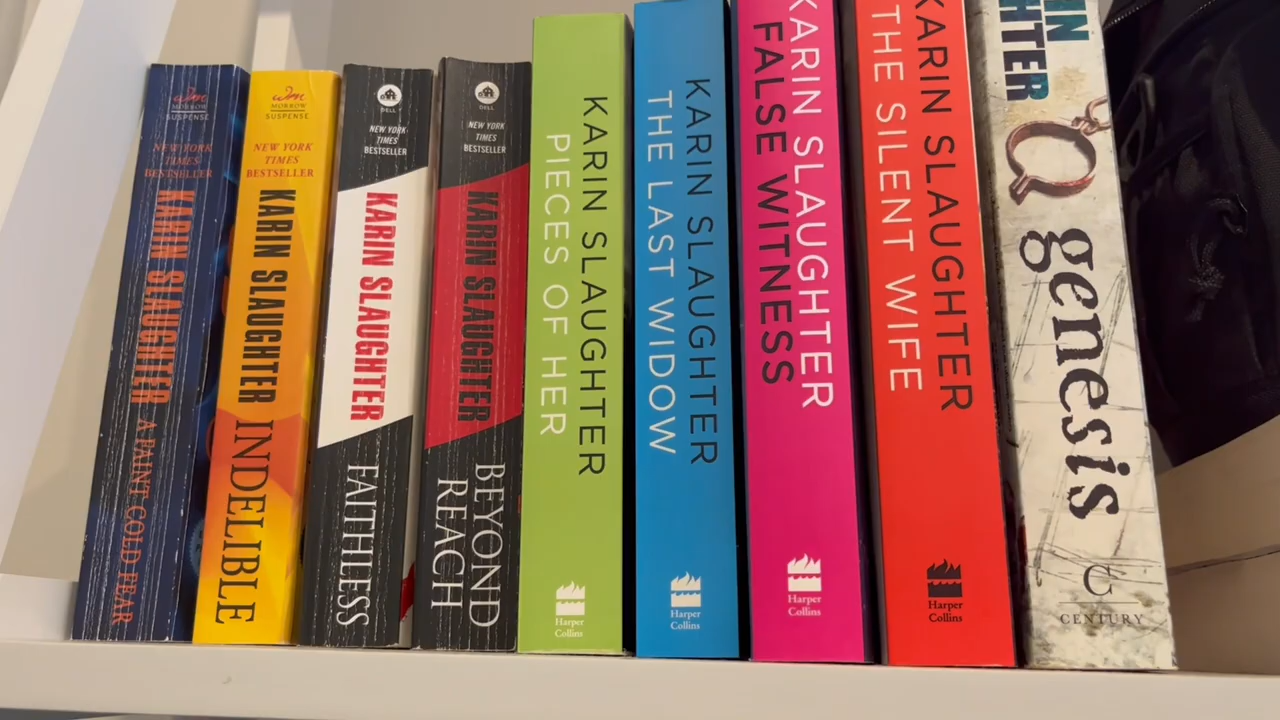 wm
MORROW
SUSPENSE
NEW YORK
TIMES
BESTSELLER
KARIN SLAUGHTER
A FAINT COLD FEAR
wm
MORROW
SUSPENSE
NEW YORK
TIMES
BESTSELLER
KARIN SLAUGHTER
INDELIBLE
DELL
NEW YORK
TIMES
BESTSELLER
KARIN SLAUGHTER
FAITHLESS
DELL
NEW YORK
TIMES
BESTSELLER
KARIN SLAUGHTER
BEYOND
REACH
KARIN SLAUGHTER
PIECES OF HER
Harper
Collins
KARIN SLAUGHTER
THE LAST WIDOW
Harper
Collins
KARIN SLAUGHTER
FALSE WITNESS
Harper
Collins
KARIN SLAUGHTER
THE SILENT WIFE
Harper
Collins
IN
HTER
genesis
C
CENTURY